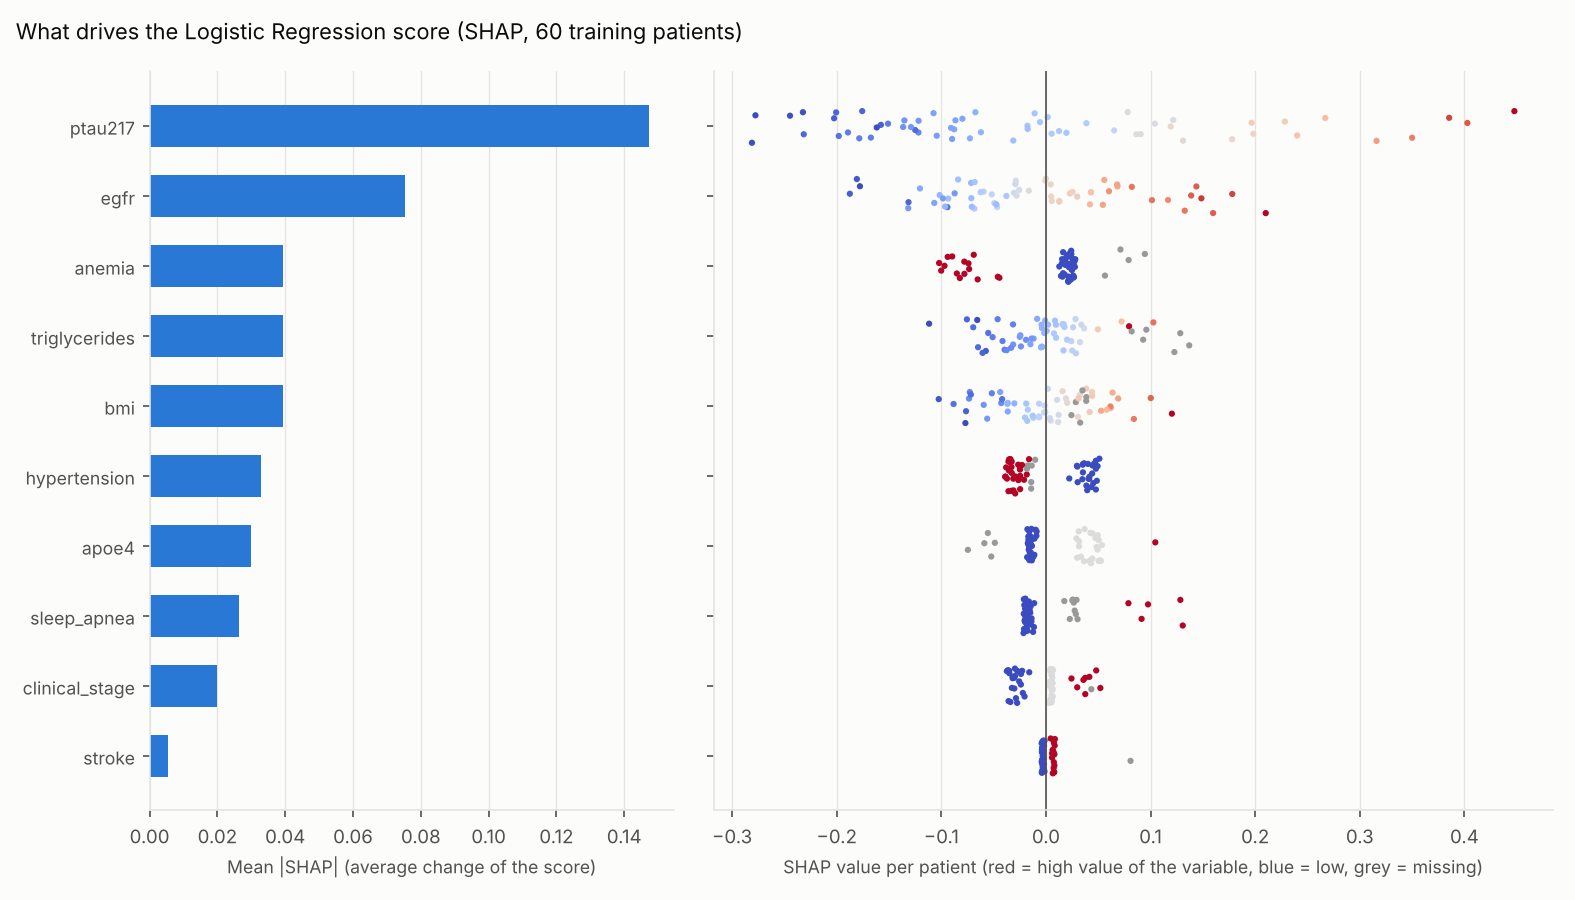 What drives the Logistic Regression score (SHAP, 60 training patients)
ptau217
egfr
anemia
triglycerides
bmi
hypertension
apoe4
sleep_apnea
clinical_stage
stroke
0.00 0.02 0.04 0.06 0.08 0.10 0.12 0.14
Mean |SHAP| (average change of the score)
−0.3 −0.2 −0.1 0.0 0.1 0.2 0.3 0.4
SHAP value per patient (red = high value of the variable, blue = low, grey = missing)